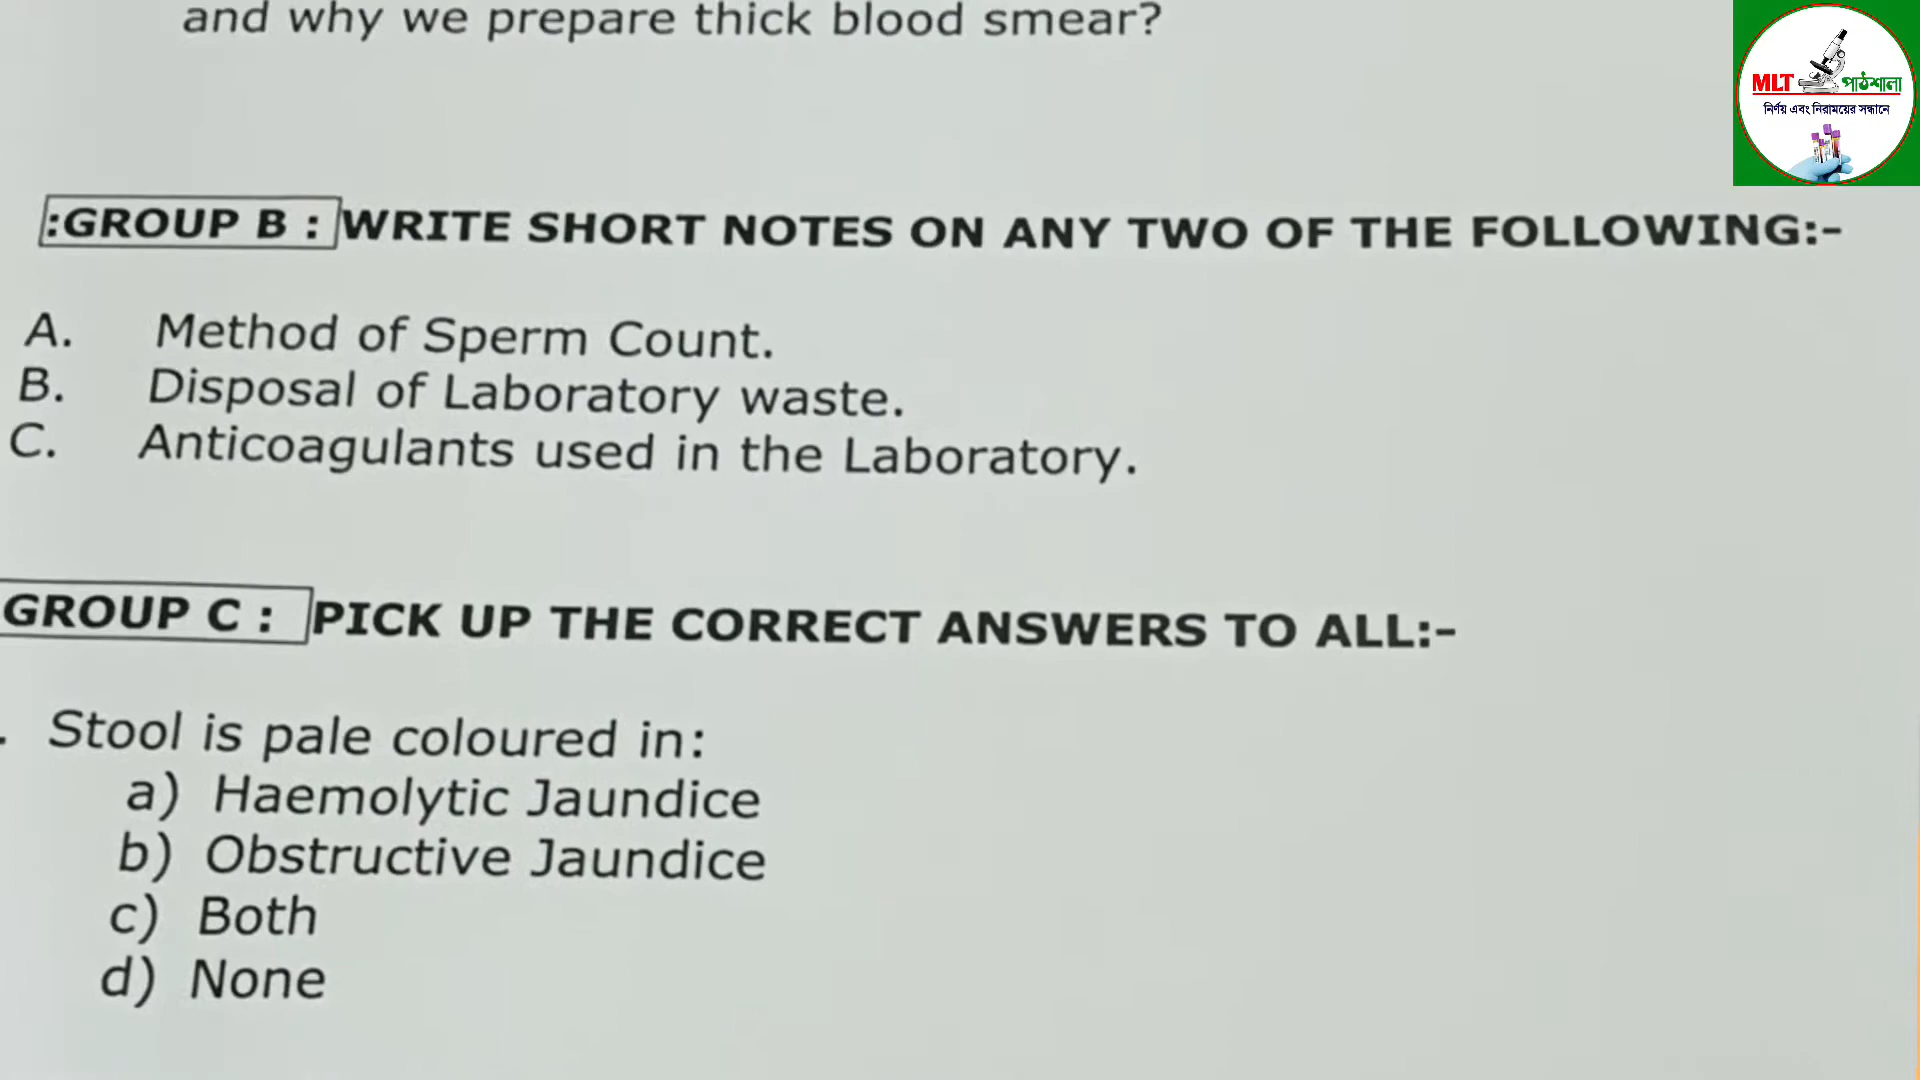 and why we prepare thick blood smear?
MLT পাঠশালা
নির্ণয় এবং নিরাময়ের সন্ধানে
:GROUP B : WRITE SHORT NOTES ON ANY TWO OF THE FOLLOWING:-
A. Method of Sperm Count.
B. Disposal of Laboratory waste.
C. Anticoagulants used in the Laboratory.
GROUP C : PICK UP THE CORRECT ANSWERS TO ALL:-
. Stool is pale coloured in:
a) Haemolytic Jaundice
b) Obstructive Jaundice
c) Both
d) None